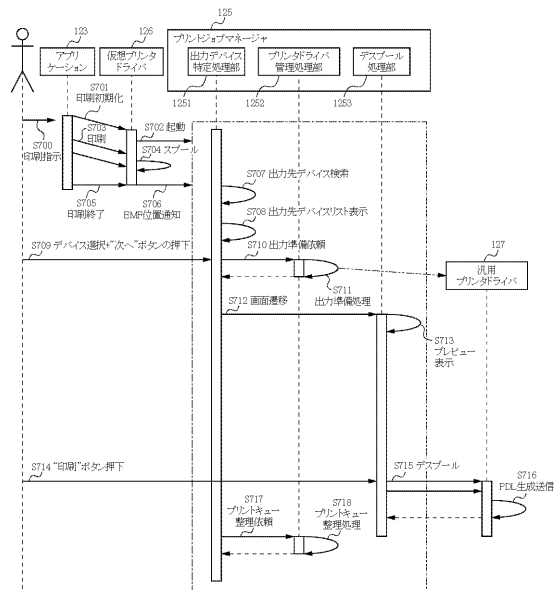 125
プリントジョブマネージャ
123
アプリ
ケーション
126
仮想プリンタ
ドライバ
出力デバイス
特定処理部
1251
プリンタドライバ
管理処理部
1252
デスプール
処理部
1253
S700
印刷指示
S701
印刷初期化
S702 起動
S703
印刷
S704 スプール
S705
印刷終了
S706
EMF位置通知
S707 出力先デバイス検索
S708 出力先デバイスリスト表示
S709 デバイス選択+“次へ”ボタンの押下
S710 出力準備依頼
S711
出力準備処理
127
汎用
プリンタドライバ
S712 画面遷移
S713
プレビュー
表示
S714 “印刷”ボタン押下
S715 デスプール
S716
PDL生成送信
S717
プリントキュー
整理依頼
S718
プリントキュー
整理処理